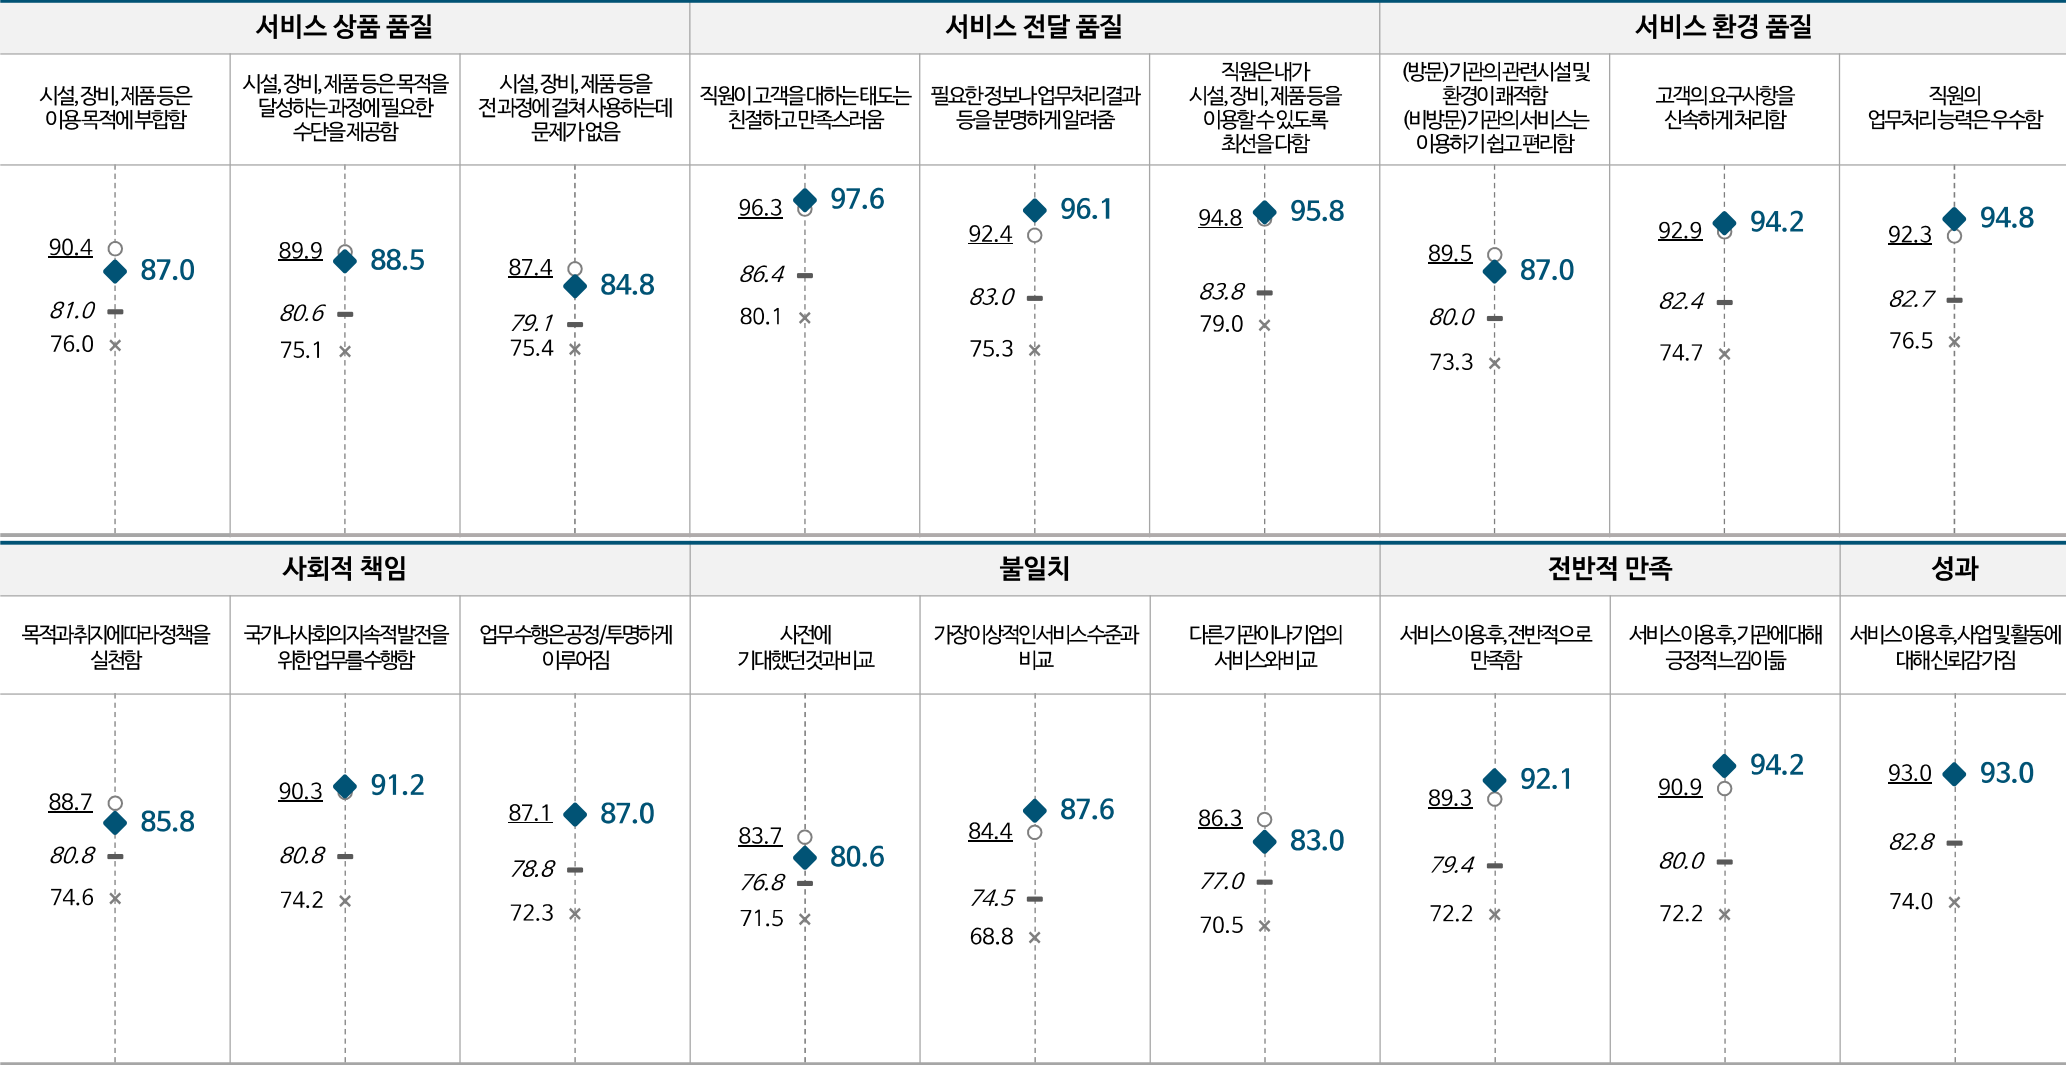 서비스 상품 품질
서비스 전달 품질
서비스 환경 품질
시설, 장비, 제품 등은
이용 목적에 부합함
시설, 장비, 제품 등은 목적을
달성하는 과정에 필요한
수단을 제공함
시설, 장비, 제품 등을
전 과정에 걸쳐 사용하는데
문제가 없음
직원이 고객을 대하는 태도는
친절하고 만족스러움
필요한 정보나 업무처리 결과
등을 분명하게 알려줌
직원은 내가
시설, 장비, 제품 등을
이용할 수 있도록
최선을 다함
(방문) 기관의 관련시설 및
환경이 쾌적함
(비방문) 기관의 서비스는
이용하기 쉽고 편리함
고객의 요구사항을
신속하게 처리함
직원의
업무처리 능력은 우수함
90.4
87.0
81.0
76.0
89.9
88.5
80.6
75.1
87.4
84.8
79.1
75.4
96.3
97.6
86.4
80.1
92.4
96.1
83.0
75.3
94.8
95.8
83.8
79.0
89.5
87.0
80.0
73.3
92.9
94.2
82.4
74.7
92.3
94.8
82.7
76.5
사회적 책임
불일치
전반적 만족
성과
목적과 취지에 따라 정책을
실천함
국가나 사회의 지속적 발전을
위한 업무를 수행함
업무 수행은 공정/투명하게
이루어짐
사전에
기대했던 것과 비교
가장 이상적인 서비스 수준과
비교
다른 기관이나 기업의
서비스와 비교
서비스 이용 후, 전반적으로
만족함
서비스 이용 후, 기관에 대해
긍정적 느낌이 듦
서비스 이용 후, 사업 및 활동에
대해 신뢰감 가짐
88.7
85.8
80.8
74.6
90.3
91.2
80.8
74.2
87.1
87.0
78.8
72.3
83.7
80.6
76.8
71.5
84.4
87.6
74.5
68.8
86.3
83.0
77.0
70.5
89.3
92.1
79.4
72.2
90.9
94.2
80.0
72.2
93.0
93.0
82.8
74.0